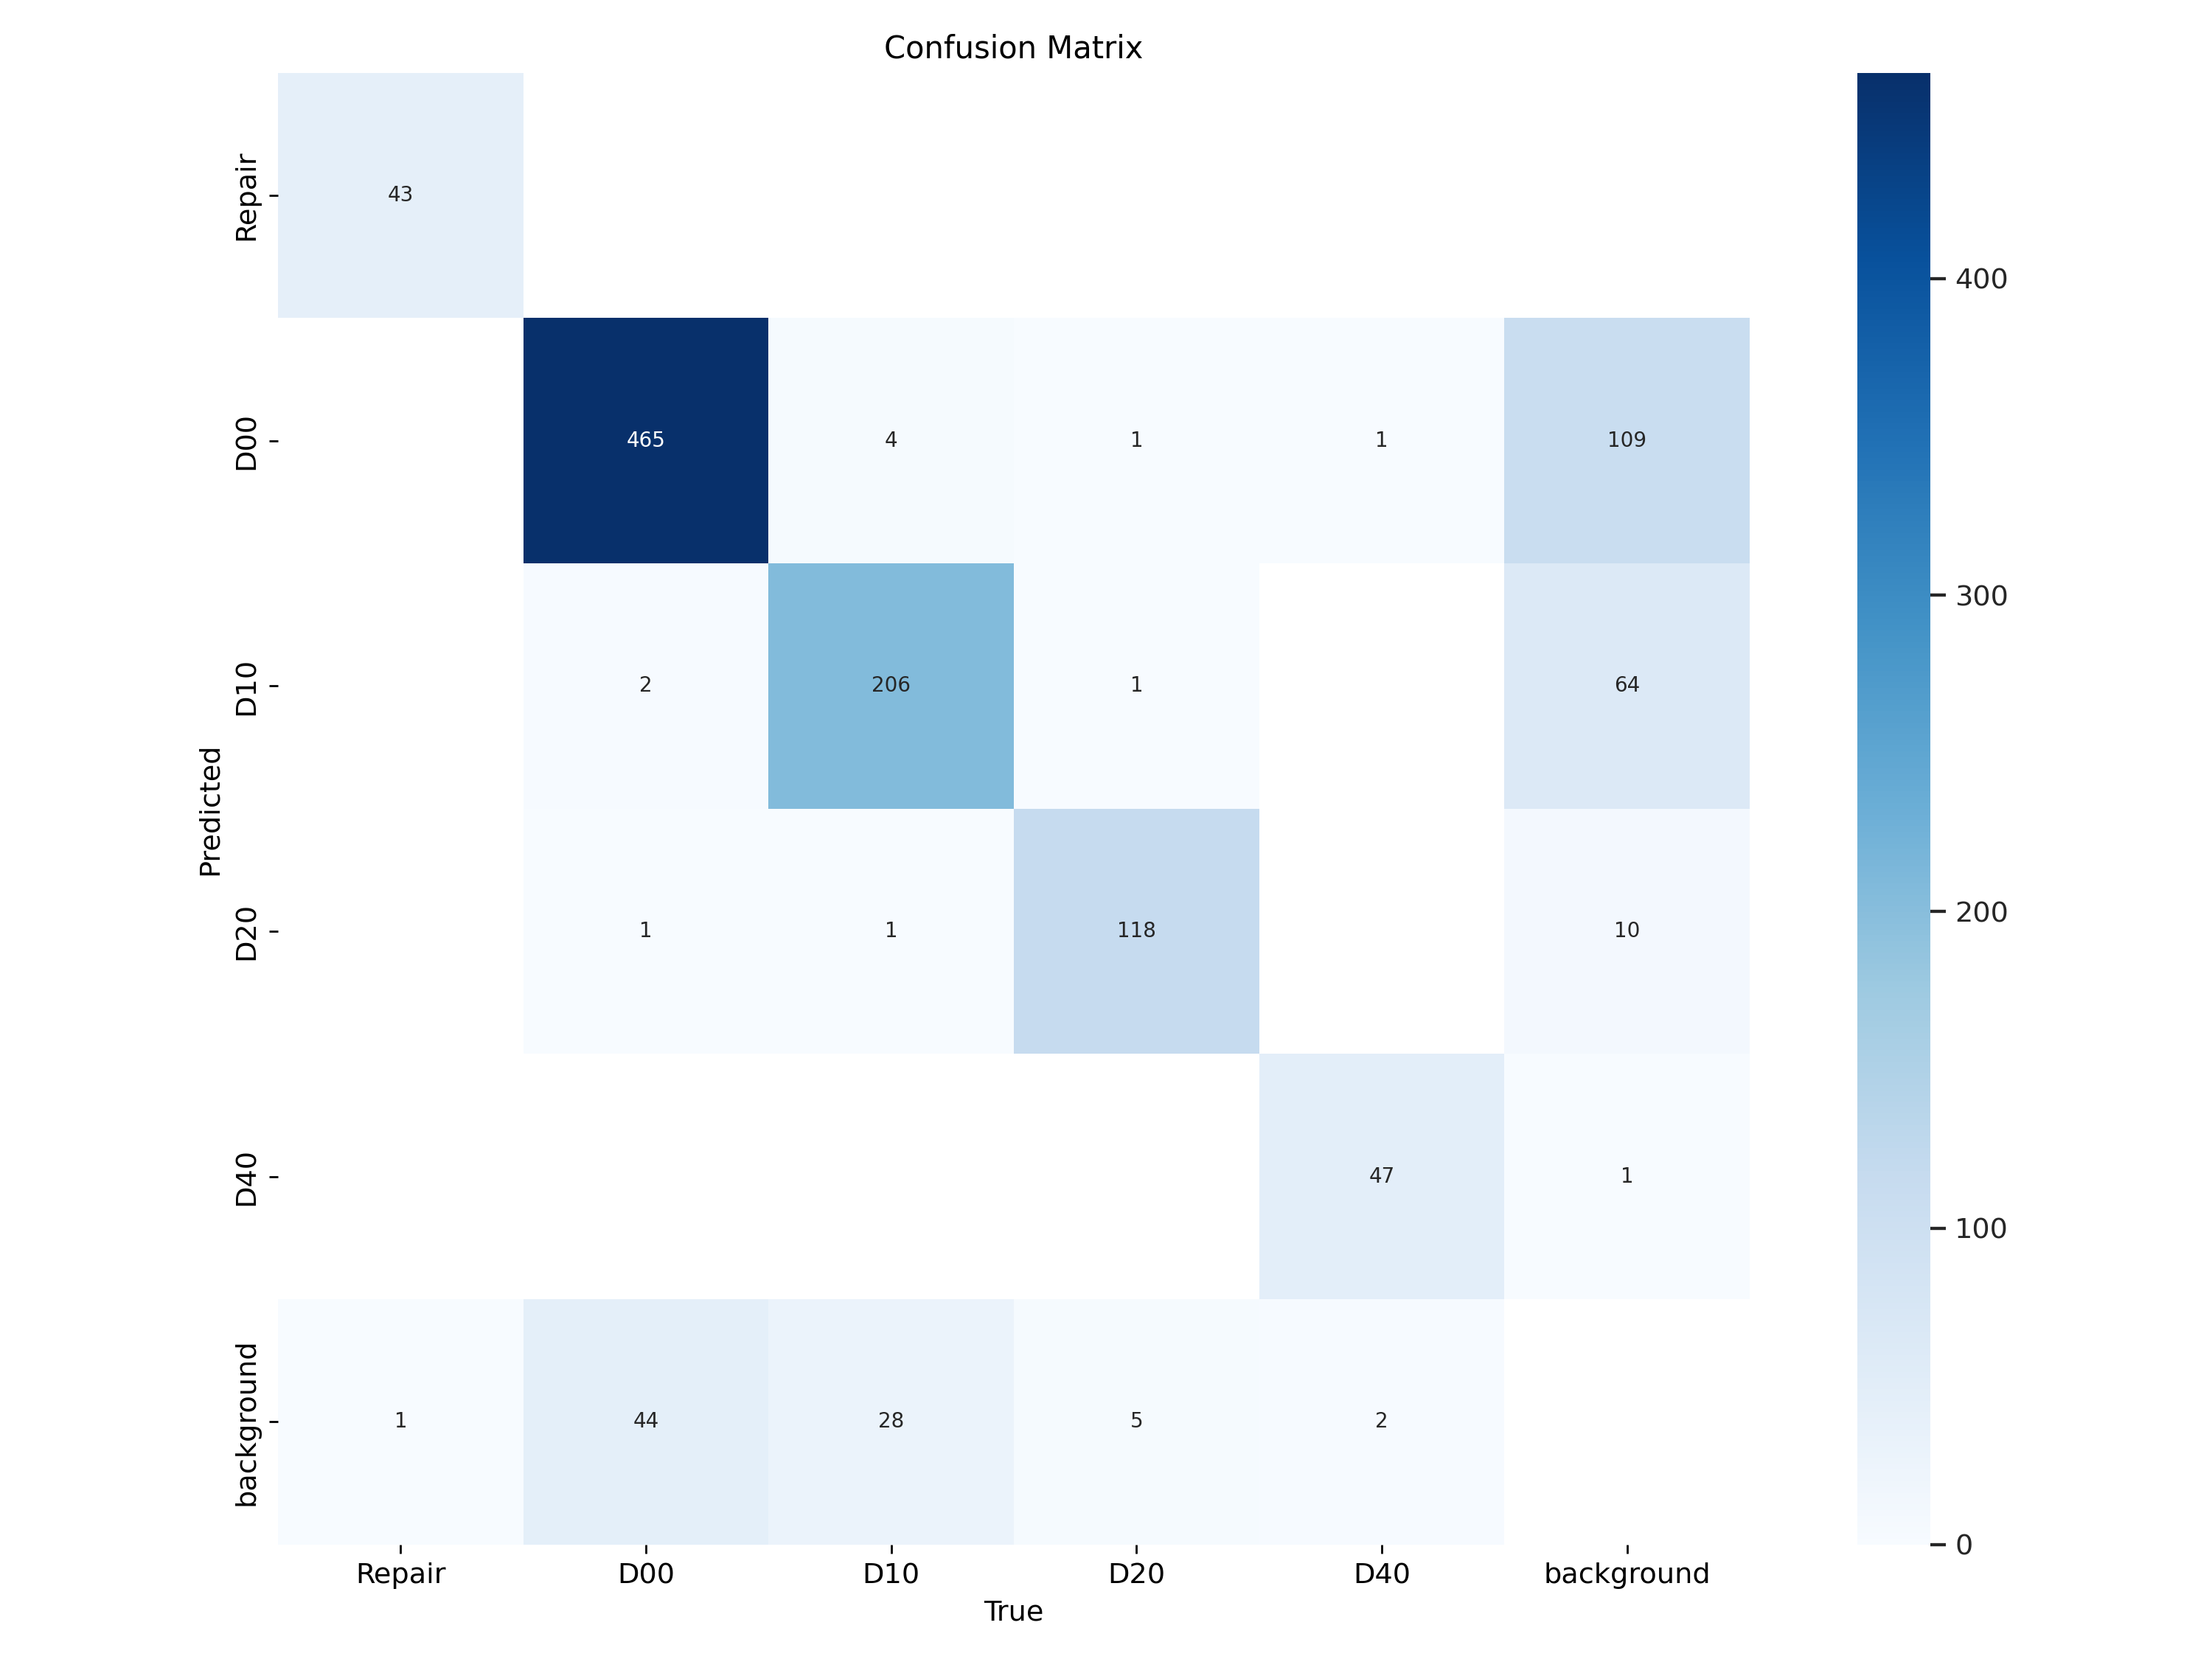 Confusion Matrix
Repair
43
D00
465 4 1 1 109
D10
2 206 1 64
D20
1 1 118 10
D40
47 1
background
1 44 28 5 2
Predicted
Repair D00 D10 D20 D40 background
True
400
300
200
100
0